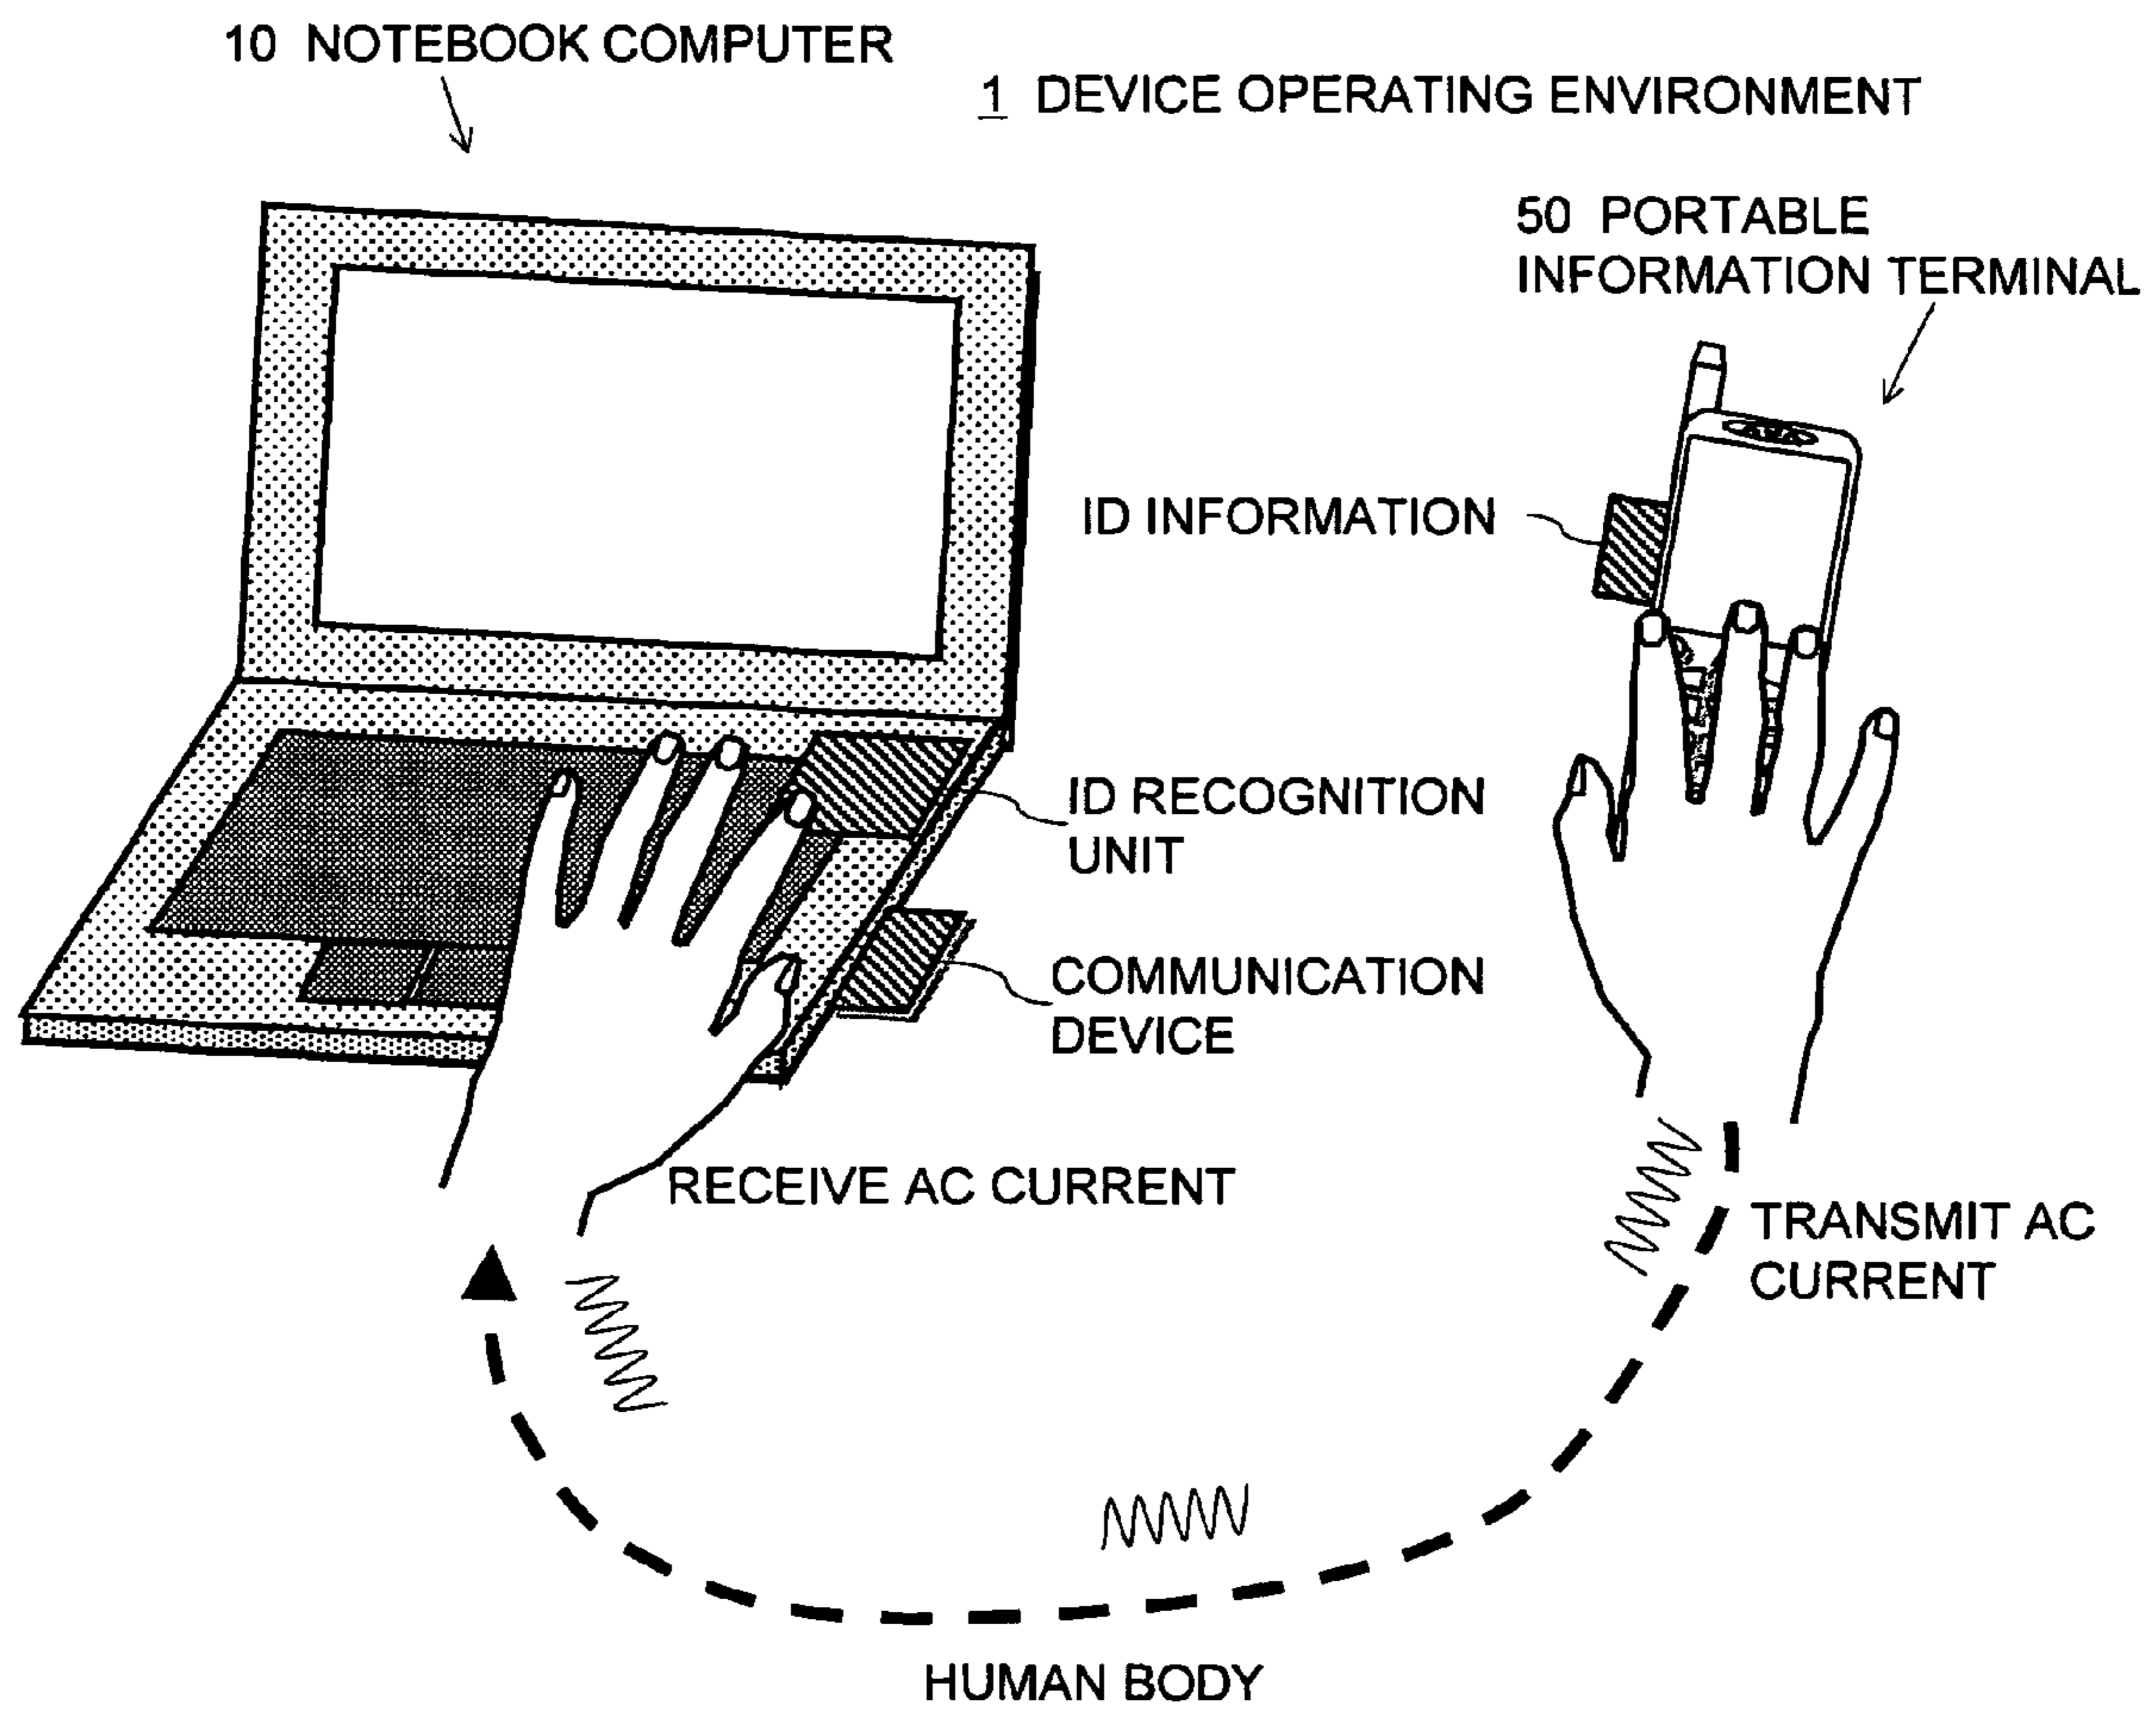 10 NOTEBOOK COMPUTER
1 DEVICE OPERATING ENVIRONMENT
50 PORTABLE
INFORMATION TERMINAL
ID INFORMATION
ID RECOGNITION
UNIT
COMMUNICATION
DEVICE
RECEIVE AC CURRENT
TRANSMIT AC
CURRENT
HUMAN BODY